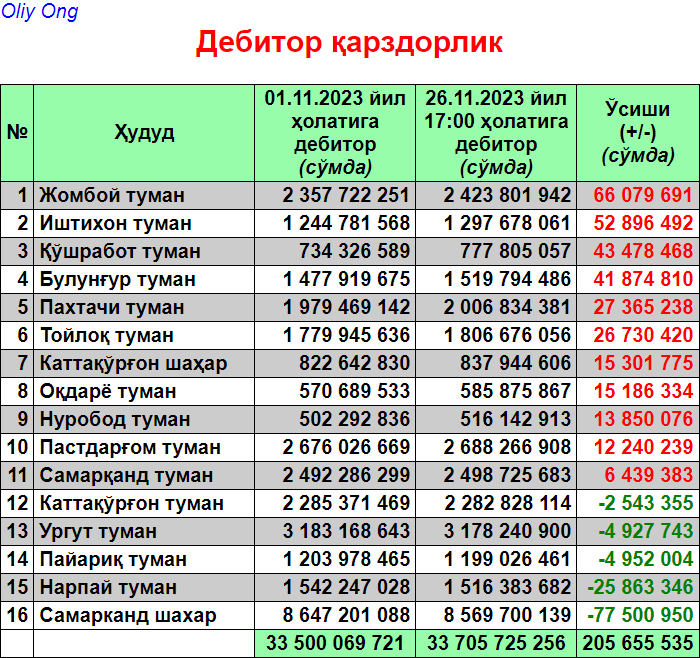 Oliy Ong
Дебитор қарздорлик
№ Ҳудуд 01.11.2023 йил ҳолатига дебитор (сўмда) 26.11.2023 йил 17:00 ҳолатига дебитор (сўмда) Ўсиши (+/-) (сўмда)
1 Жомбой туман 2 357 722 251 2 423 801 942 66 079 691
2 Иштихон туман 1 244 781 568 1 297 678 061 52 896 492
3 Қўшработ туман 734 326 589 777 805 057 43 478 468
4 Булунғур туман 1 477 919 675 1 519 794 486 41 874 810
5 Пахтачи туман 1 979 469 142 2 006 834 381 27 365 238
6 Тойлоқ туман 1 779 945 636 1 806 676 056 26 730 420
7 Каттақўрғон шаҳар 822 642 830 837 944 606 15 301 775
8 Оқдарё туман 570 689 533 585 875 867 15 186 334
9 Нуробод туман 502 292 836 516 142 913 13 850 076
10 Пастдарғом туман 2 676 026 669 2 688 266 908 12 240 239
11 Самарқанд туман 2 492 286 299 2 498 725 683 6 439 383
12 Каттақўрғон туман 2 285 371 469 2 282 828 114 -2 543 355
13 Ургут туман 3 183 168 643 3 178 240 900 -4 927 743
14 Пайариқ туман 1 203 978 465 1 199 026 461 -4 952 004
15 Нарпай туман 1 542 247 028 1 516 383 682 -25 863 346
16 Самарканд шахар 8 647 201 088 8 569 700 139 -77 500 950
33 500 069 721 33 705 725 256 205 655 535